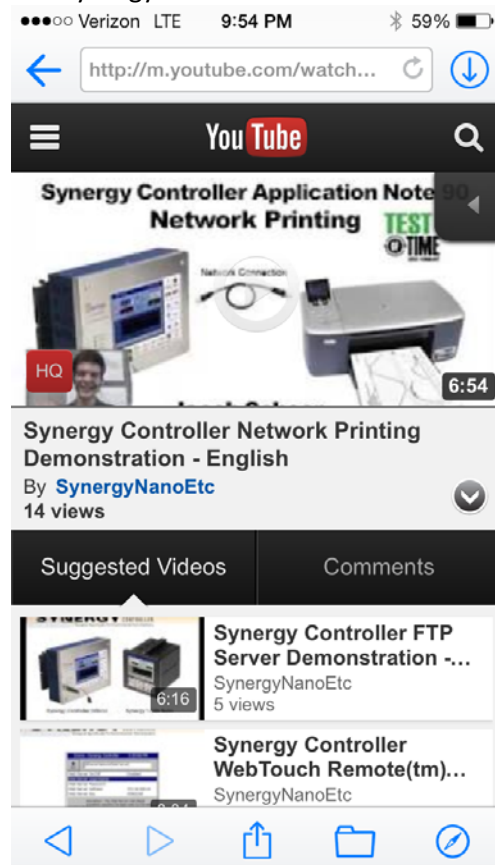 Verizon LTE 9:54 PM 59%
http://m.youtube.com/watch...
YouTube
Synergy Controller Application Note 90
Network Printing
TEST
TIME
Network Connection
HQ
6:54
Synergy Controller Network Printing
Demonstration - English
By SynergyNanoEtc
14 views
Suggested Videos Comments
SYNERGY CONTROLLER
6:16
Synergy Controller FTP
Server Demonstration -...
SynergyNanoEtc
5 views
Synergy Controller
WebTouch Remote(tm)...
SynergyNanoEtc